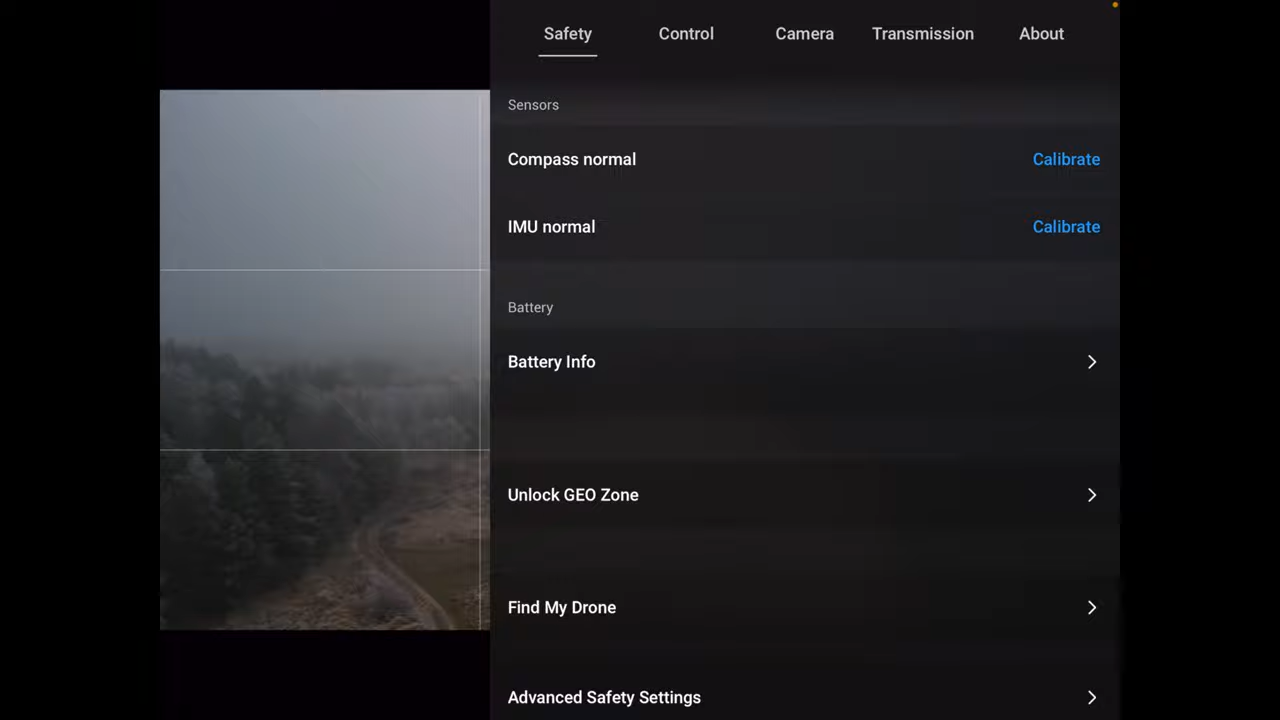 Safety Control Camera Transmission About
Sensors
Compass normal Calibrate
IMU normal Calibrate
Battery
Battery Info
Unlock GEO Zone
Find My Drone
Advanced Safety Settings